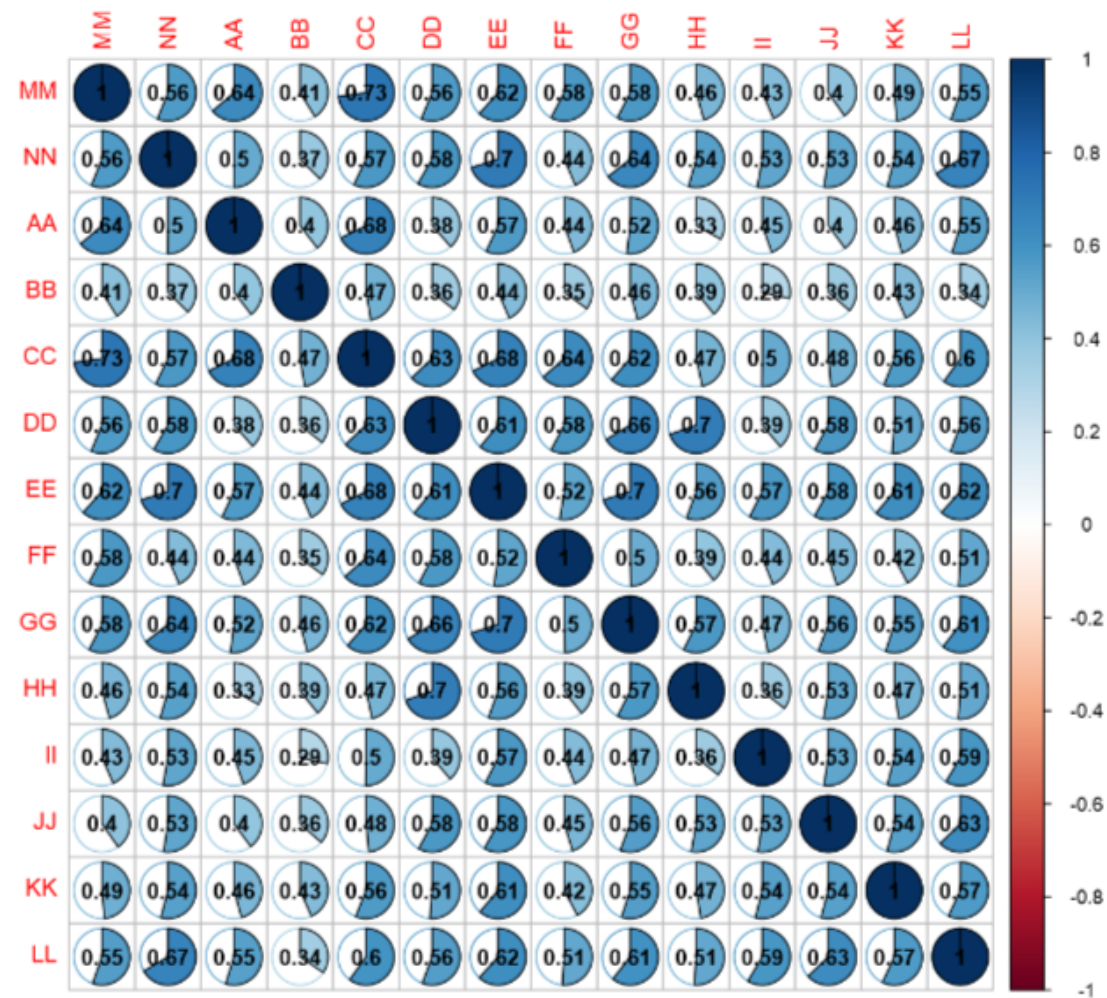 MM NN AA BB CC DD EE FF GG HH II JJ KK LL
MM 1 0.56 0.64 0.41 0.73 0.56 0.62 0.58 0.58 0.46 0.43 0.4 0.49 0.55
NN 0.56 1 0.5 0.37 0.57 0.58 0.7 0.44 0.64 0.54 0.53 0.53 0.54 0.67
AA 0.64 0.5 1 0.4 0.68 0.38 0.57 0.44 0.52 0.33 0.45 0.4 0.46 0.55
BB 0.41 0.37 0.4 1 0.47 0.36 0.44 0.35 0.46 0.39 0.29 0.36 0.43 0.34
CC 0.73 0.57 0.68 0.47 1 0.63 0.68 0.64 0.62 0.47 0.5 0.48 0.56 0.6
DD 0.56 0.58 0.38 0.36 0.63 1 0.61 0.58 0.66 0.7 0.39 0.58 0.51 0.56
EE 0.62 0.7 0.57 0.44 0.68 0.61 1 0.52 0.7 0.56 0.57 0.58 0.61 0.62
FF 0.58 0.44 0.44 0.35 0.64 0.58 0.52 1 0.5 0.39 0.44 0.45 0.42 0.51
GG 0.58 0.64 0.52 0.46 0.62 0.66 0.7 0.5 1 0.57 0.47 0.56 0.55 0.61
HH 0.46 0.54 0.33 0.39 0.47 0.7 0.56 0.39 0.57 1 0.36 0.53 0.47 0.51
II 0.43 0.53 0.45 0.29 0.5 0.39 0.57 0.44 0.47 0.36 1 0.53 0.54 0.59
JJ 0.4 0.53 0.4 0.36 0.48 0.58 0.58 0.45 0.56 0.53 0.53 1 0.54 0.63
KK 0.49 0.54 0.46 0.43 0.56 0.51 0.61 0.42 0.55 0.47 0.54 0.54 1 0.57
LL 0.55 0.67 0.55 0.34 0.6 0.56 0.62 0.51 0.61 0.51 0.59 0.63 0.57 1
1
0.8
0.6
0.4
0.2
0
-0.2
-0.4
-0.6
-0.8
-1